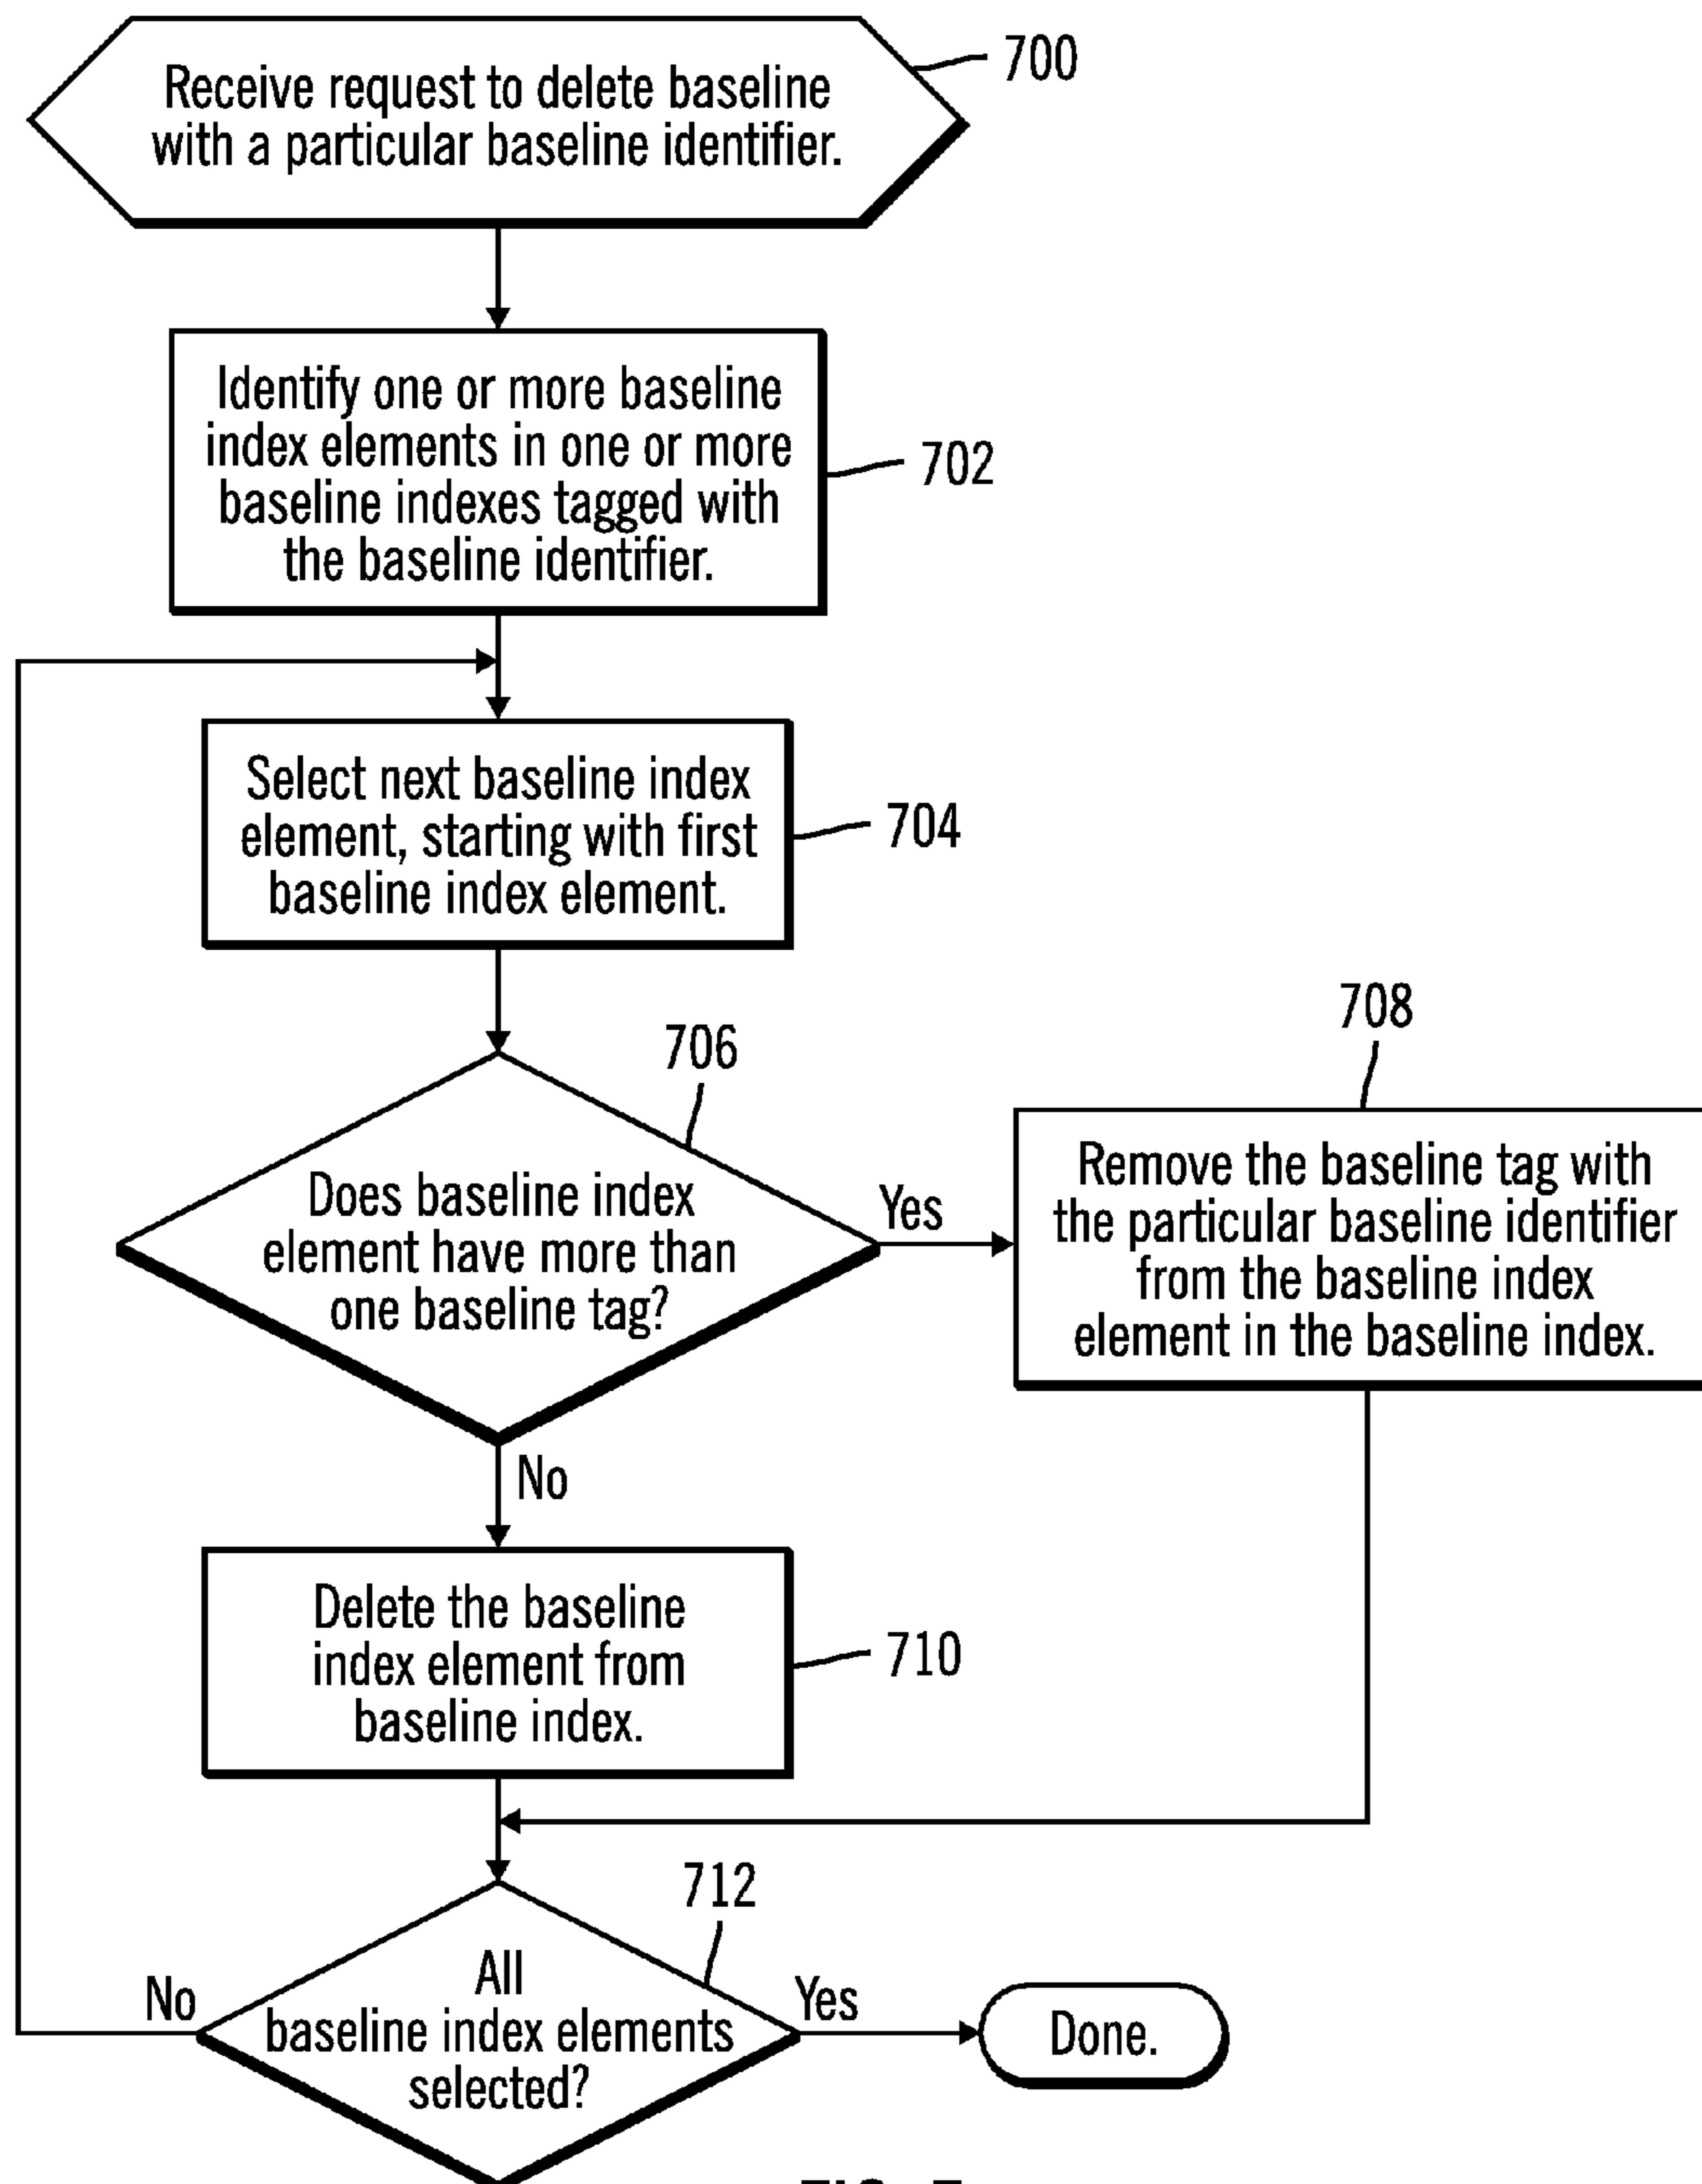 Receive request to delete baseline
with a particular baseline identifier.
700
Identify one or more baseline
index elements in one or more
baseline indexes tagged with
the baseline identifier.
702
Select next baseline index
element, starting with first
baseline index element.
704
706
Does baseline index
element have more than
one baseline tag?
Yes
No
708
Remove the baseline tag with
the particular baseline identifier
from the baseline index
element in the baseline index.
Delete the baseline
index element from
baseline index.
710
712
All
baseline index elements
selected?
No
Yes
Done.